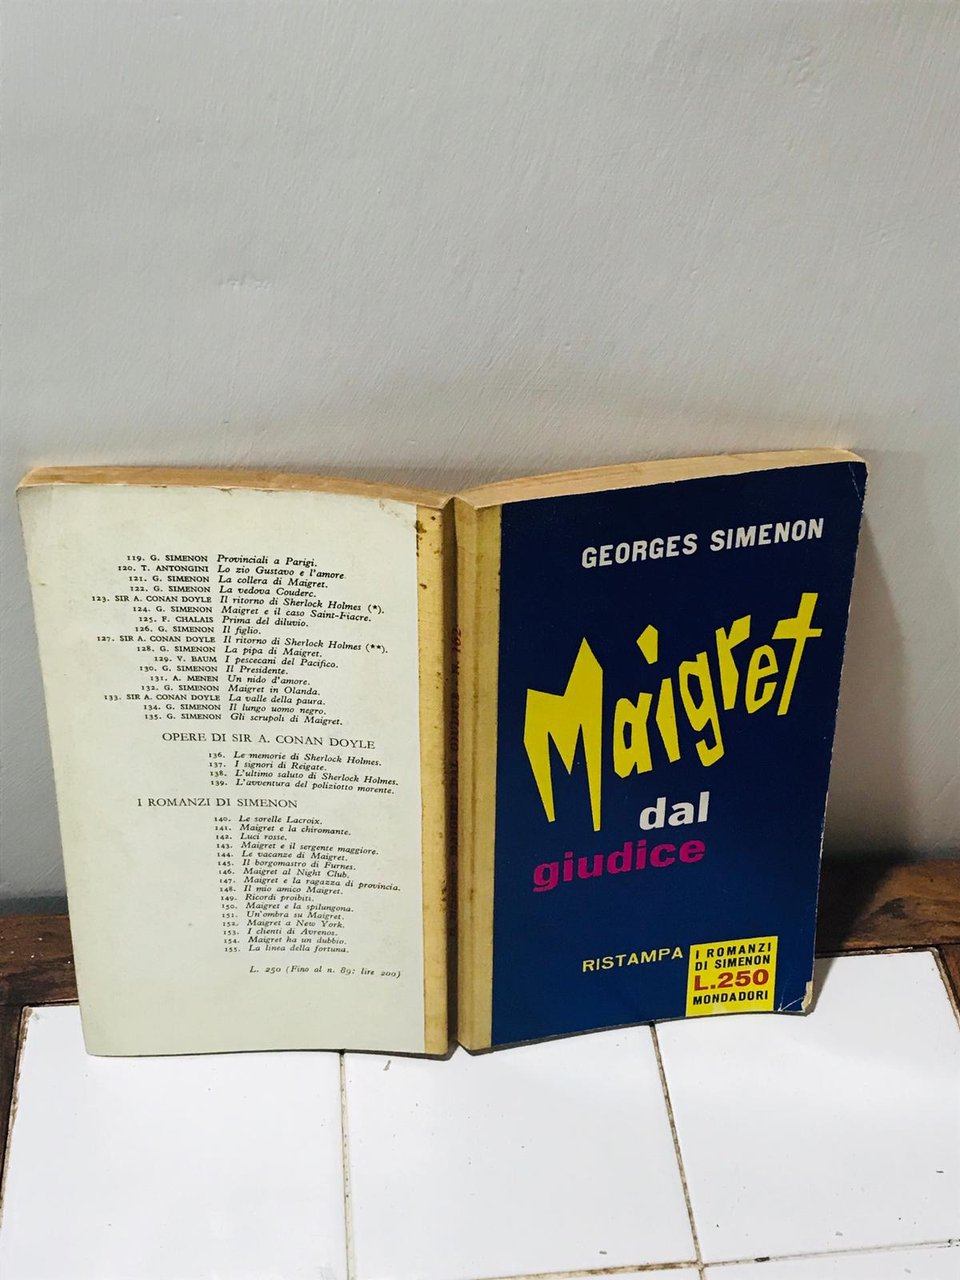 119. G. SIMENON Provinciali a Parigi.
120. T. ANTONGINI Lo zio Gustavo e l'amore.
121. G. SIMENON La collera di Maigret.
122. G. SIMENON La vedova Couderc.
123. SIR A. CONAN DOYLE Il ritorno di Sherlock Holmes (*).
124. G. SIMENON Maigret e il caso Saint-Fiacre.
125. F. CHALAIS Prima del diluvio.
126. G. SIMENON Il figlio.
127. SIR A. CONAN DOYLE Il ritorno di Sherlock Holmes (**).
128. G. SIMENON La pipa di Maigret.
129. V. BAUM I pescecani del Pacifico.
130. G. SIMENON Il Presidente.
131. A. MENEN Un nido d'amore.
132. G. SIMENON Maigret in Olanda.
133. SIR A. CONAN DOYLE La valle della paura.
134. G. SIMENON Il lungo uomo negro.
135. G. SIMENON Gli scrupoli di Maigret.
OPERE DI SIR A. CONAN DOYLE
136. Le memorie di Sherlock Holmes.
137. I signori di Reigate.
138. L'ultimo saluto di Sherlock Holmes.
139. L'avventura del poliziotto morente.
I ROMANZI DI SIMENON
140. Le sorelle Lacroix.
141. Maigret e la chiromante.
142. Luci rosse.
143. Maigret e il sergente maggiore.
144. Le vacanze di Maigret.
145. Il borgomastro di Furnes.
146. Maigret al Night Club.
147. Maigret e la ragazza di provincia.
148. Il mio amico Maigret.
149. Ricordi proibiti.
150. Maigret e la spilungona.
151. Un'ombra su Maigret.
152. Maigret a New York.
153. I clienti di Avrenos.
154. Maigret ha un dubbio.
155. La linea della fortuna.
L. 250 (Fino al n. 89: lire 200)
GEORGES SIMENON
Maigret
dal
giudice
RISTAMPA
I ROMANZI
DI SIMENON
L.250
MONDADORI